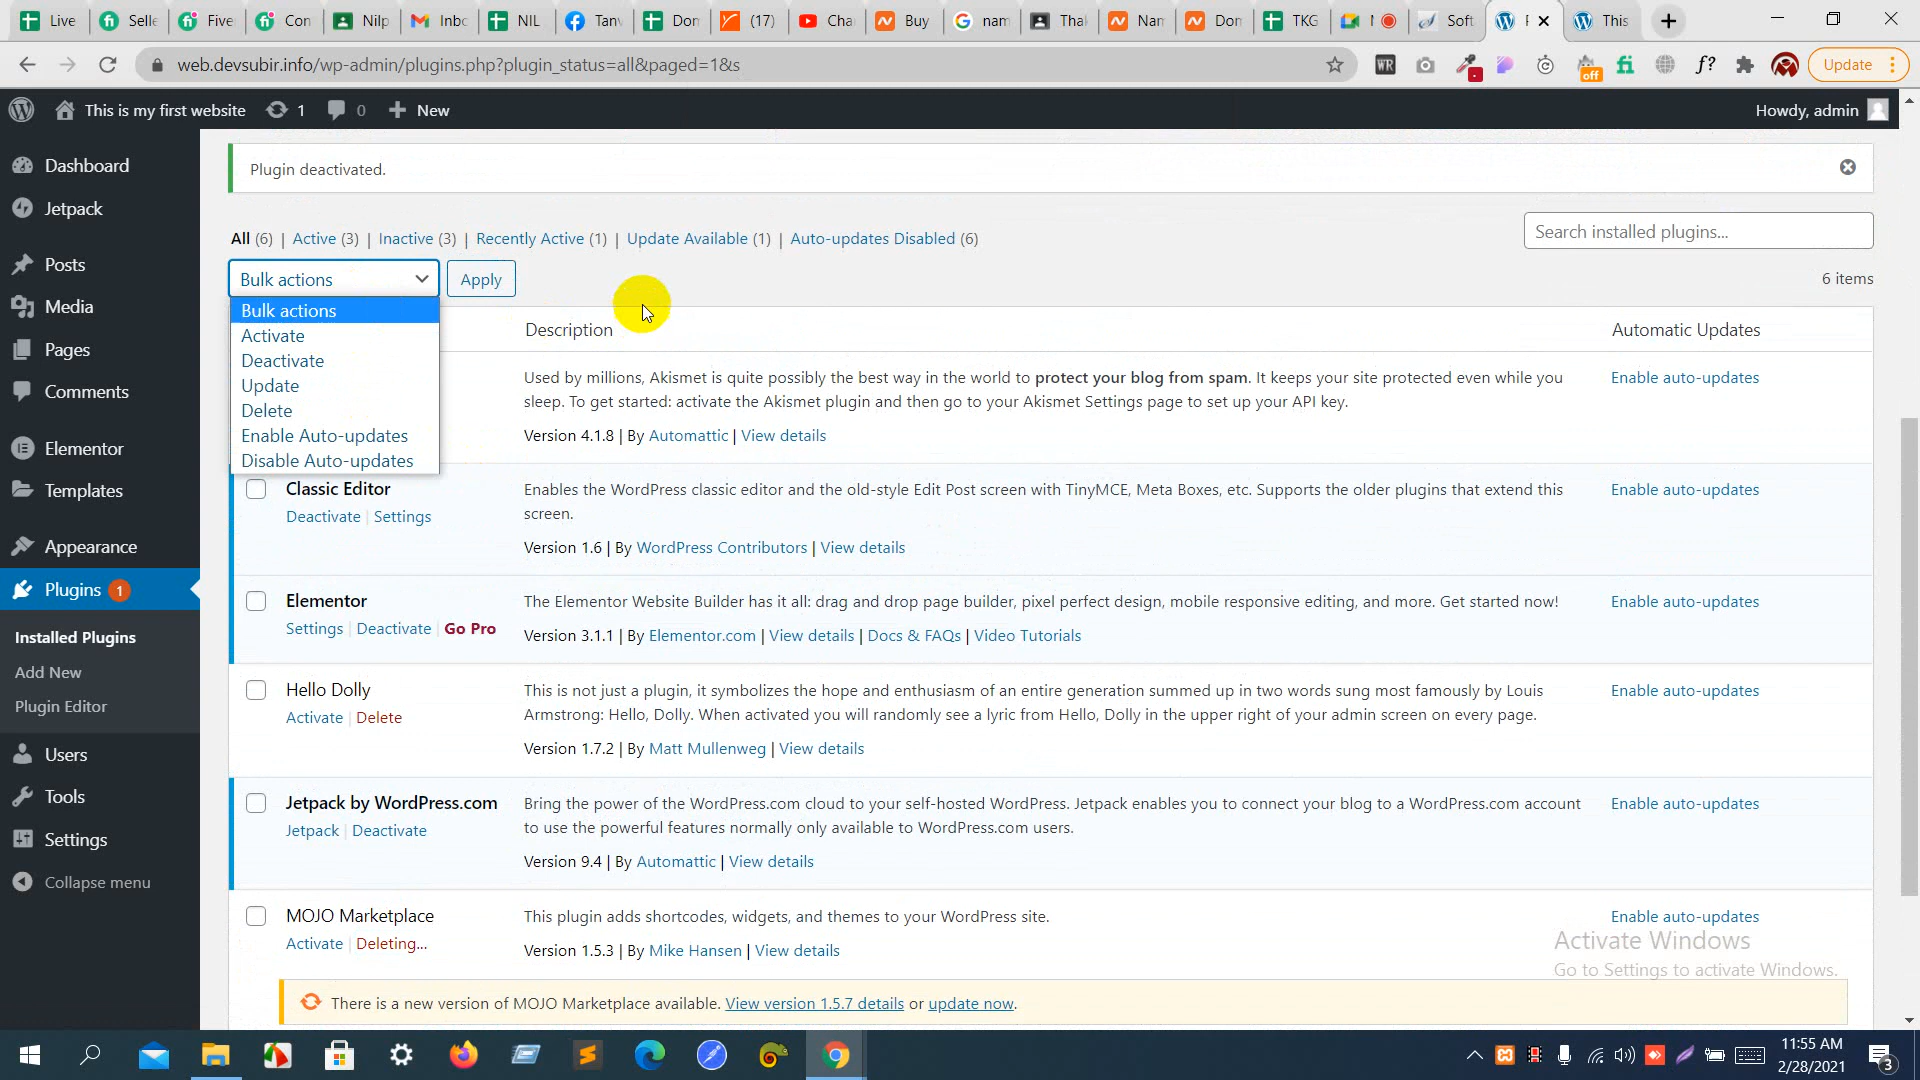 Live
Selle
Five
Con
Nilp
Inbc
NIL
Tanv
Don
(17)
Cha
Buy
nam
Thak
Nam
Don
TKG
Soft
This
web.devsubir.info/wp-admin/plugins.php?plugin_status=all&paged=1&s
WR
off
f?
Update
This is my first website
1
0
New
Howdy, admin
Dashboard
Jetpack
Posts
Media
Pages
Comments
Elementor
Templates
Appearance
Plugins 1
Installed Plugins
Add New
Plugin Editor
Users
Tools
Settings
Collapse menu
Plugin deactivated.
All (6) | Active (3) | Inactive (3) | Recently Active (1) | Update Available (1) | Auto-updates Disabled (6)
Search installed plugins...
Bulk actions
Apply
6 items
Bulk actions
Activate
Deactivate
Update
Delete
Enable Auto-updates
Disable Auto-updates
Description
Automatic Updates
Used by millions, Akismet is quite possibly the best way in the world to protect your blog from spam. It keeps your site protected even while you
sleep. To get started: activate the Akismet plugin and then go to your Akismet Settings page to set up your API key.
Version 4.1.8 | By Automattic | View details
Enable auto-updates
Classic Editor
Deactivate | Settings
Enables the WordPress classic editor and the old-style Edit Post screen with TinyMCE, Meta Boxes, etc. Supports the older plugins that extend this
screen.
Version 1.6 | By WordPress Contributors | View details
Enable auto-updates
Elementor
Settings | Deactivate | Go Pro
The Elementor Website Builder has it all: drag and drop page builder, pixel perfect design, mobile responsive editing, and more. Get started now!
Version 3.1.1 | By Elementor.com | View details | Docs & FAQs | Video Tutorials
Enable auto-updates
Hello Dolly
Activate | Delete
This is not just a plugin, it symbolizes the hope and enthusiasm of an entire generation summed up in two words sung most famously by Louis
Armstrong: Hello, Dolly. When activated you will randomly see a lyric from Hello, Dolly in the upper right of your admin screen on every page.
Version 1.7.2 | By Matt Mullenweg | View details
Enable auto-updates
Jetpack by WordPress.com
Jetpack | Deactivate
Bring the power of the WordPress.com cloud to your self-hosted WordPress. Jetpack enables you to connect your blog to a WordPress.com account
to use the powerful features normally only available to WordPress.com users.
Version 9.4 | By Automattic | View details
Enable auto-updates
MOJO Marketplace
Activate | Deleting...
This plugin adds shortcodes, widgets, and themes to your WordPress site.
Version 1.5.3 | By Mike Hansen | View details
Enable auto-updates
There is a new version of MOJO Marketplace available. View version 1.5.7 details or update now.
Activate Windows
Go to Settings to activate Windows.
11:55 AM
2/28/2021
3